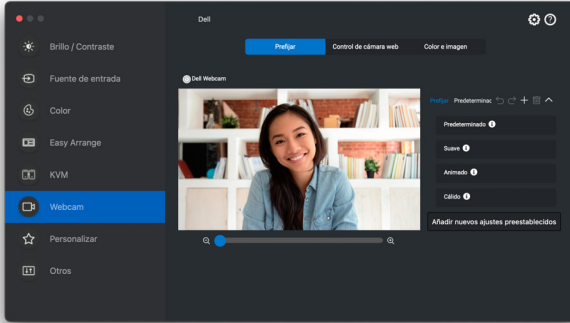 Dell
Prefijar
Control de cámara web
Color e imagen
Brillo / Contraste
Fuente de entrada
Color
Easy Arrange
KVM
Webcam
Personalizar
Otros
Dell Webcam
Prefijar Predeterminac
Predeterminado
Suave
Animado
Cálido
Añadir nuevos ajustes preestablecidos